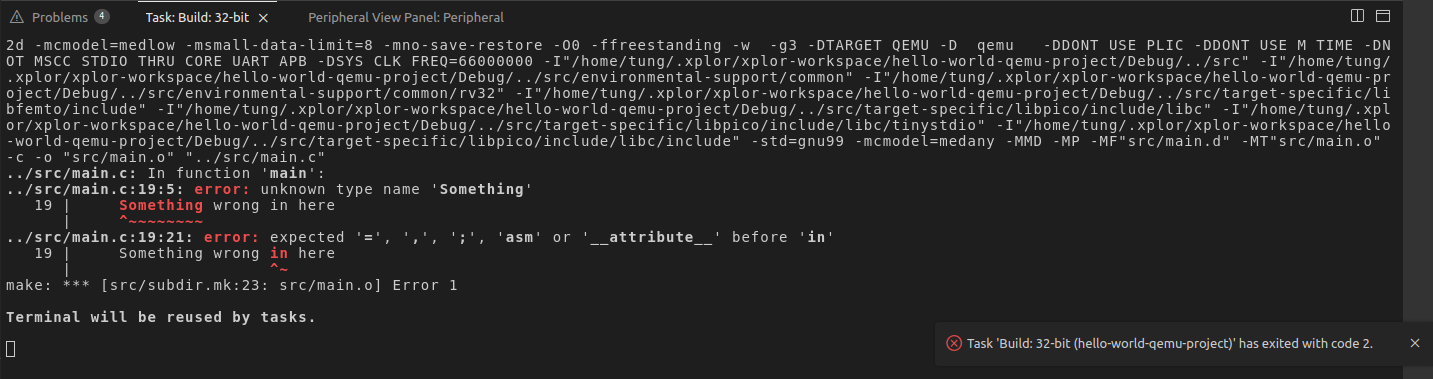 Problems 4 Task: Build: 32-bit × Peripheral View Panel: Peripheral
2d -mcmodel=medlow -msmall-data-limit=8 -mno-save-restore -O0 -ffreestanding -w  -g3 -DTARGET QEMU -D  qemu   -DDONT USE PLIC -DDONT USE M TIME -DN
OT MSCC STDIO THRU CORE UART APB -DSYS CLK FREQ=66000000 -I"/home/tung/.xplor/xplor-workspace/hello-world-qemu-project/Debug/../src" -I"/home/tung/
.xplor/xplor-workspace/hello-world-qemu-project/Debug/../src/environmental-support/common" -I"/home/tung/.xplor/xplor-workspace/hello-world-qemu-pr
oject/Debug/../src/environmental-support/common/rv32" -I"/home/tung/.xplor/xplor-workspace/hello-world-qemu-project/Debug/../src/target-specific/li
bfemto/include" -I"/home/tung/.xplor/xplor-workspace/hello-world-qemu-project/Debug/../src/target-specific/libpico/include/libc" -I"/home/tung/.xpl
or/xplor-workspace/hello-world-qemu-project/Debug/../src/target-specific/libpico/include/libc/tinystdio" -I"/home/tung/.xplor/xplor-workspace/hello
-world-qemu-project/Debug/../src/target-specific/libpico/include/libc/include" -std=gnu99 -mcmodel=medany -MMD -MP -MF"src/main.d" -MT"src/main.o"
-c -o "src/main.o" "../src/main.c"
../src/main.c: In function 'main':
../src/main.c:19:5: error: unknown type name 'Something'
   19 |     Something wrong in here
      |     ^~~~~~~~~
../src/main.c:19:21: error: expected '=', ',', ';', 'asm' or '__attribute__' before 'in'
   19 |     Something wrong in here
      |                     ^~
make: *** [src/subdir.mk:23: src/main.o] Error 1
Terminal will be reused by tasks.
Task 'Build: 32-bit (hello-world-qemu-project)' has exited with code 2. ×